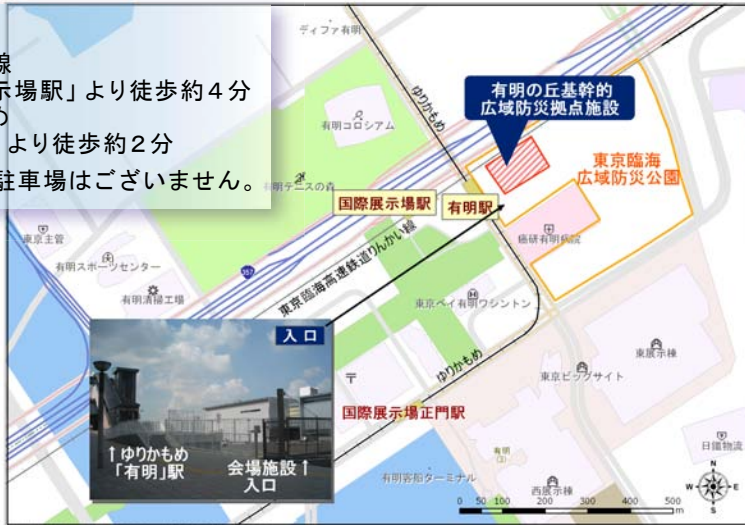 線
示場駅」より徒歩約4分
の
より徒歩約2分
駐車場はございません。
ディファ有明
ゆりかもめ
有明コロシアム
有明の丘基幹的
広域防災拠点施設
東京臨海
広域防災公園
有明テニスの森
国際展示場駅
有明駅
癌研有明病院
東京主管
有明スポーツセンター
357
有明清掃工場
東京臨海高速鉄道りんかい線
東京ベイ有明ワシントン
入口
〒
ゆりかもめ
東展示棟
東京ビッグサイト
国際展示場正門駅
↑ゆりかもめ
「有明」駅
会場施設↑
入口
有明
(3)
日鐵物流
有明客船ターミナル
西展示棟
N
W
E
S
0 50 100 200 300 400 500
m